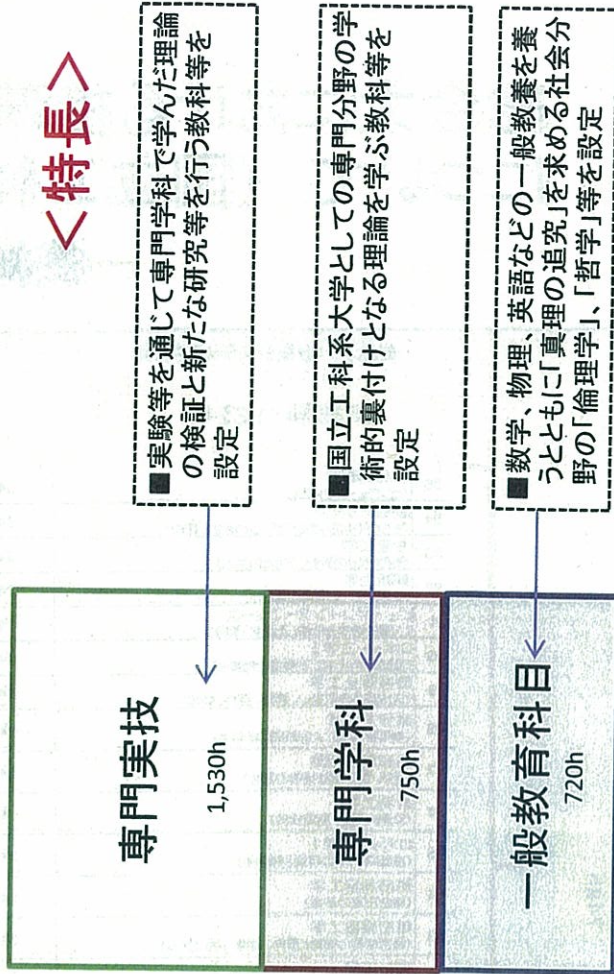 ＜特長＞
専門実技
1,530h
■実験等を通じて専門学科で学んだ理論
の検証と新たな研究等を行う教科等を
設定
専門学科
750h
■国立工科系大学としての専門分野の学
術的裏付けとなる理論を学ぶ教科等を
設定
一般教育科目
720h
■数学、物理、英語などの一般教養を養
うとともに「真理の追究」を求める社会分
野の「倫理学」、「哲学」等を設定